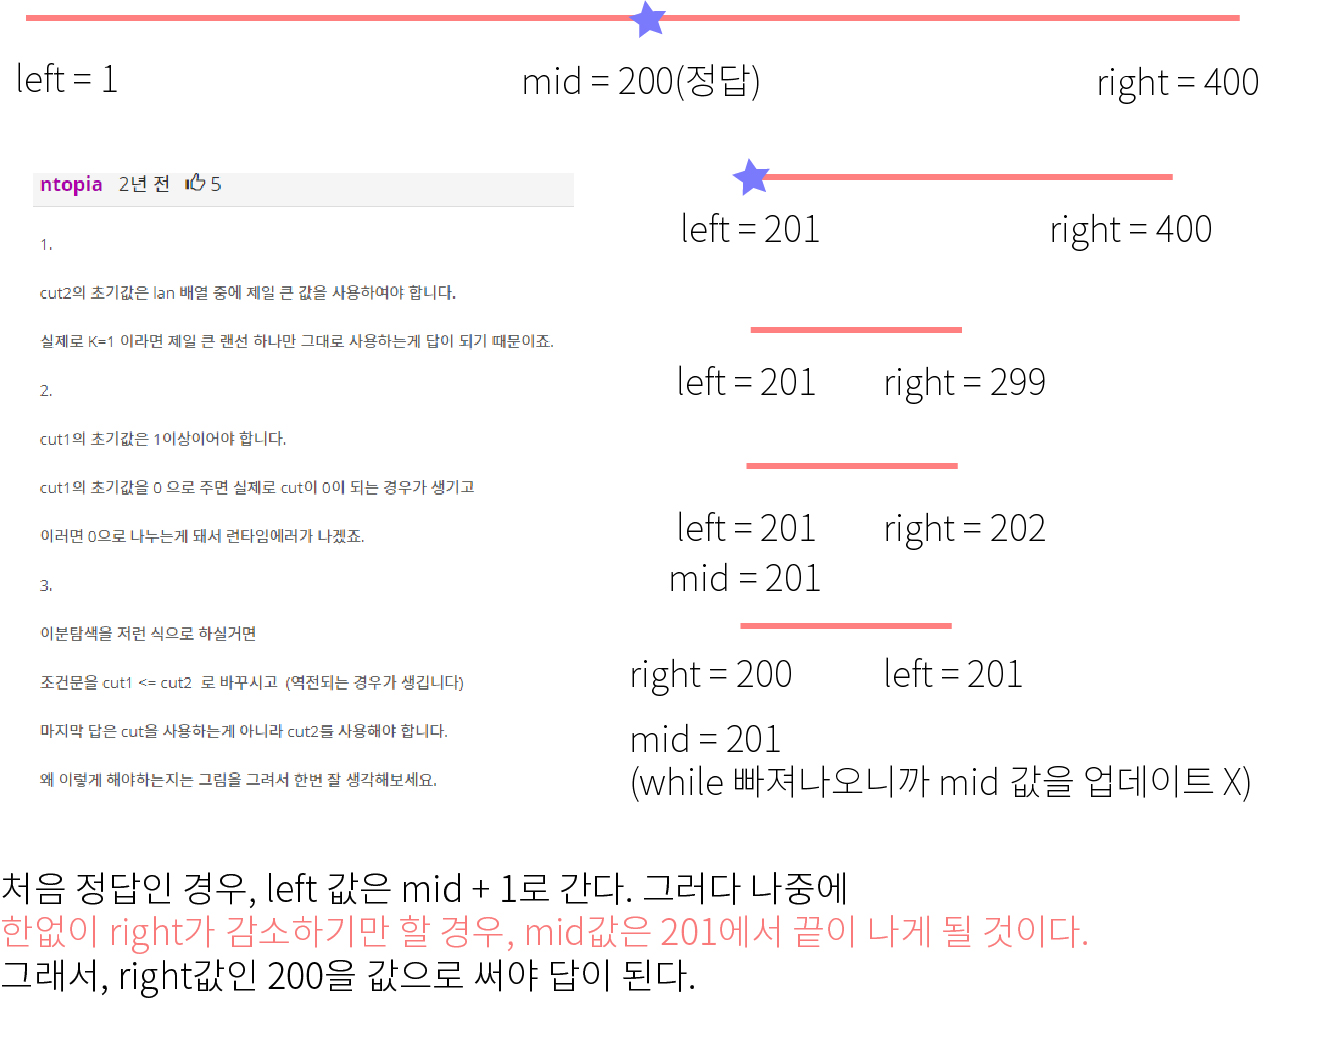 left = 1
mid = 200(정답)
right = 400
ntopia 2년 전 5
1.
cut2의 초기값은 lan 배열 중에 제일 큰 값을 사용하여야 합니다.
실제로 K=1 이라면 제일 큰 랜선 하나만 그대로 사용하는게 답이 되기 때문이죠.
2.
cut1의 초기값은 1이상이어야 합니다.
cut1의 초기값을 0 으로 주면 실제로 cut이 0이 되는 경우가 생기고
이러면 0으로 나누는게 돼서 런타임에러가 나겠죠.
3.
이분탐색을 저런 식으로 하실거면
조건문을 cut1 <= cut2 로 바꾸시고 (역전되는 경우가 생깁니다)
마지막 답은 cut을 사용하는게 아니라 cut2를 사용해야 합니다.
왜 이렇게 해야하는지는 그림을 그려서 한번 잘 생각해보세요.
left = 201
right = 400
left = 201
right = 299
left = 201
right = 202
mid = 201
right = 200
left = 201
mid = 201
(while 빠져나오니까 mid 값을 업데이트 X)
처음 정답인 경우, left 값은 mid + 1로 간다. 그러다 나중에
한없이 right가 감소하기만 할 경우, mid값은 201에서 끝이 나게 될 것이다.
그래서, right값인 200을 값으로 써야 답이 된다.